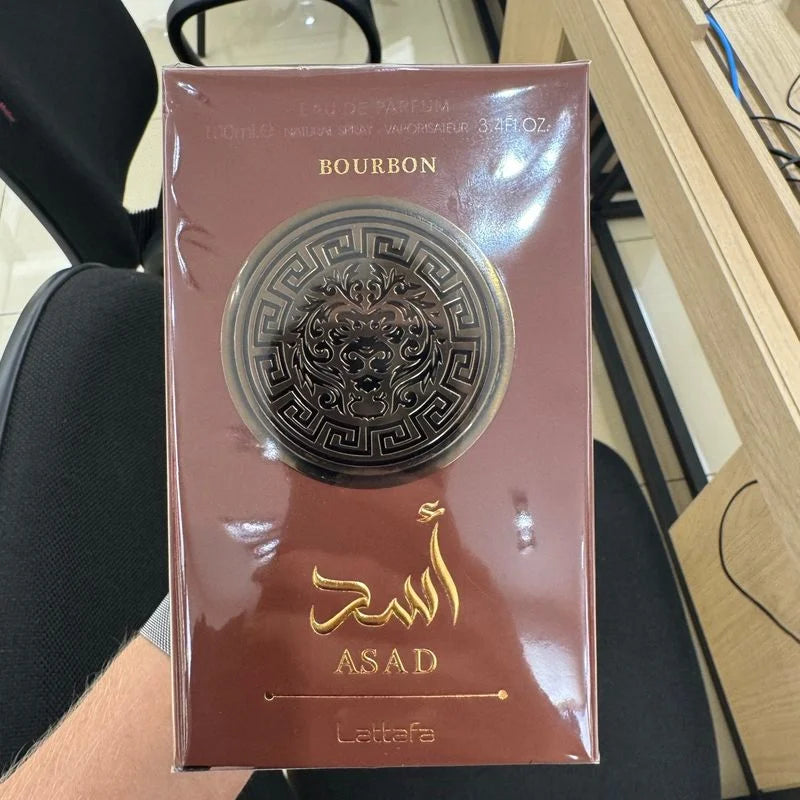 EAU DE PARFUM
100ml.℮ NATURAL SPRAY - VAPORISATEUR 3.4FL.OZ.
BOURBON
أسد
ASAD
Lattafa